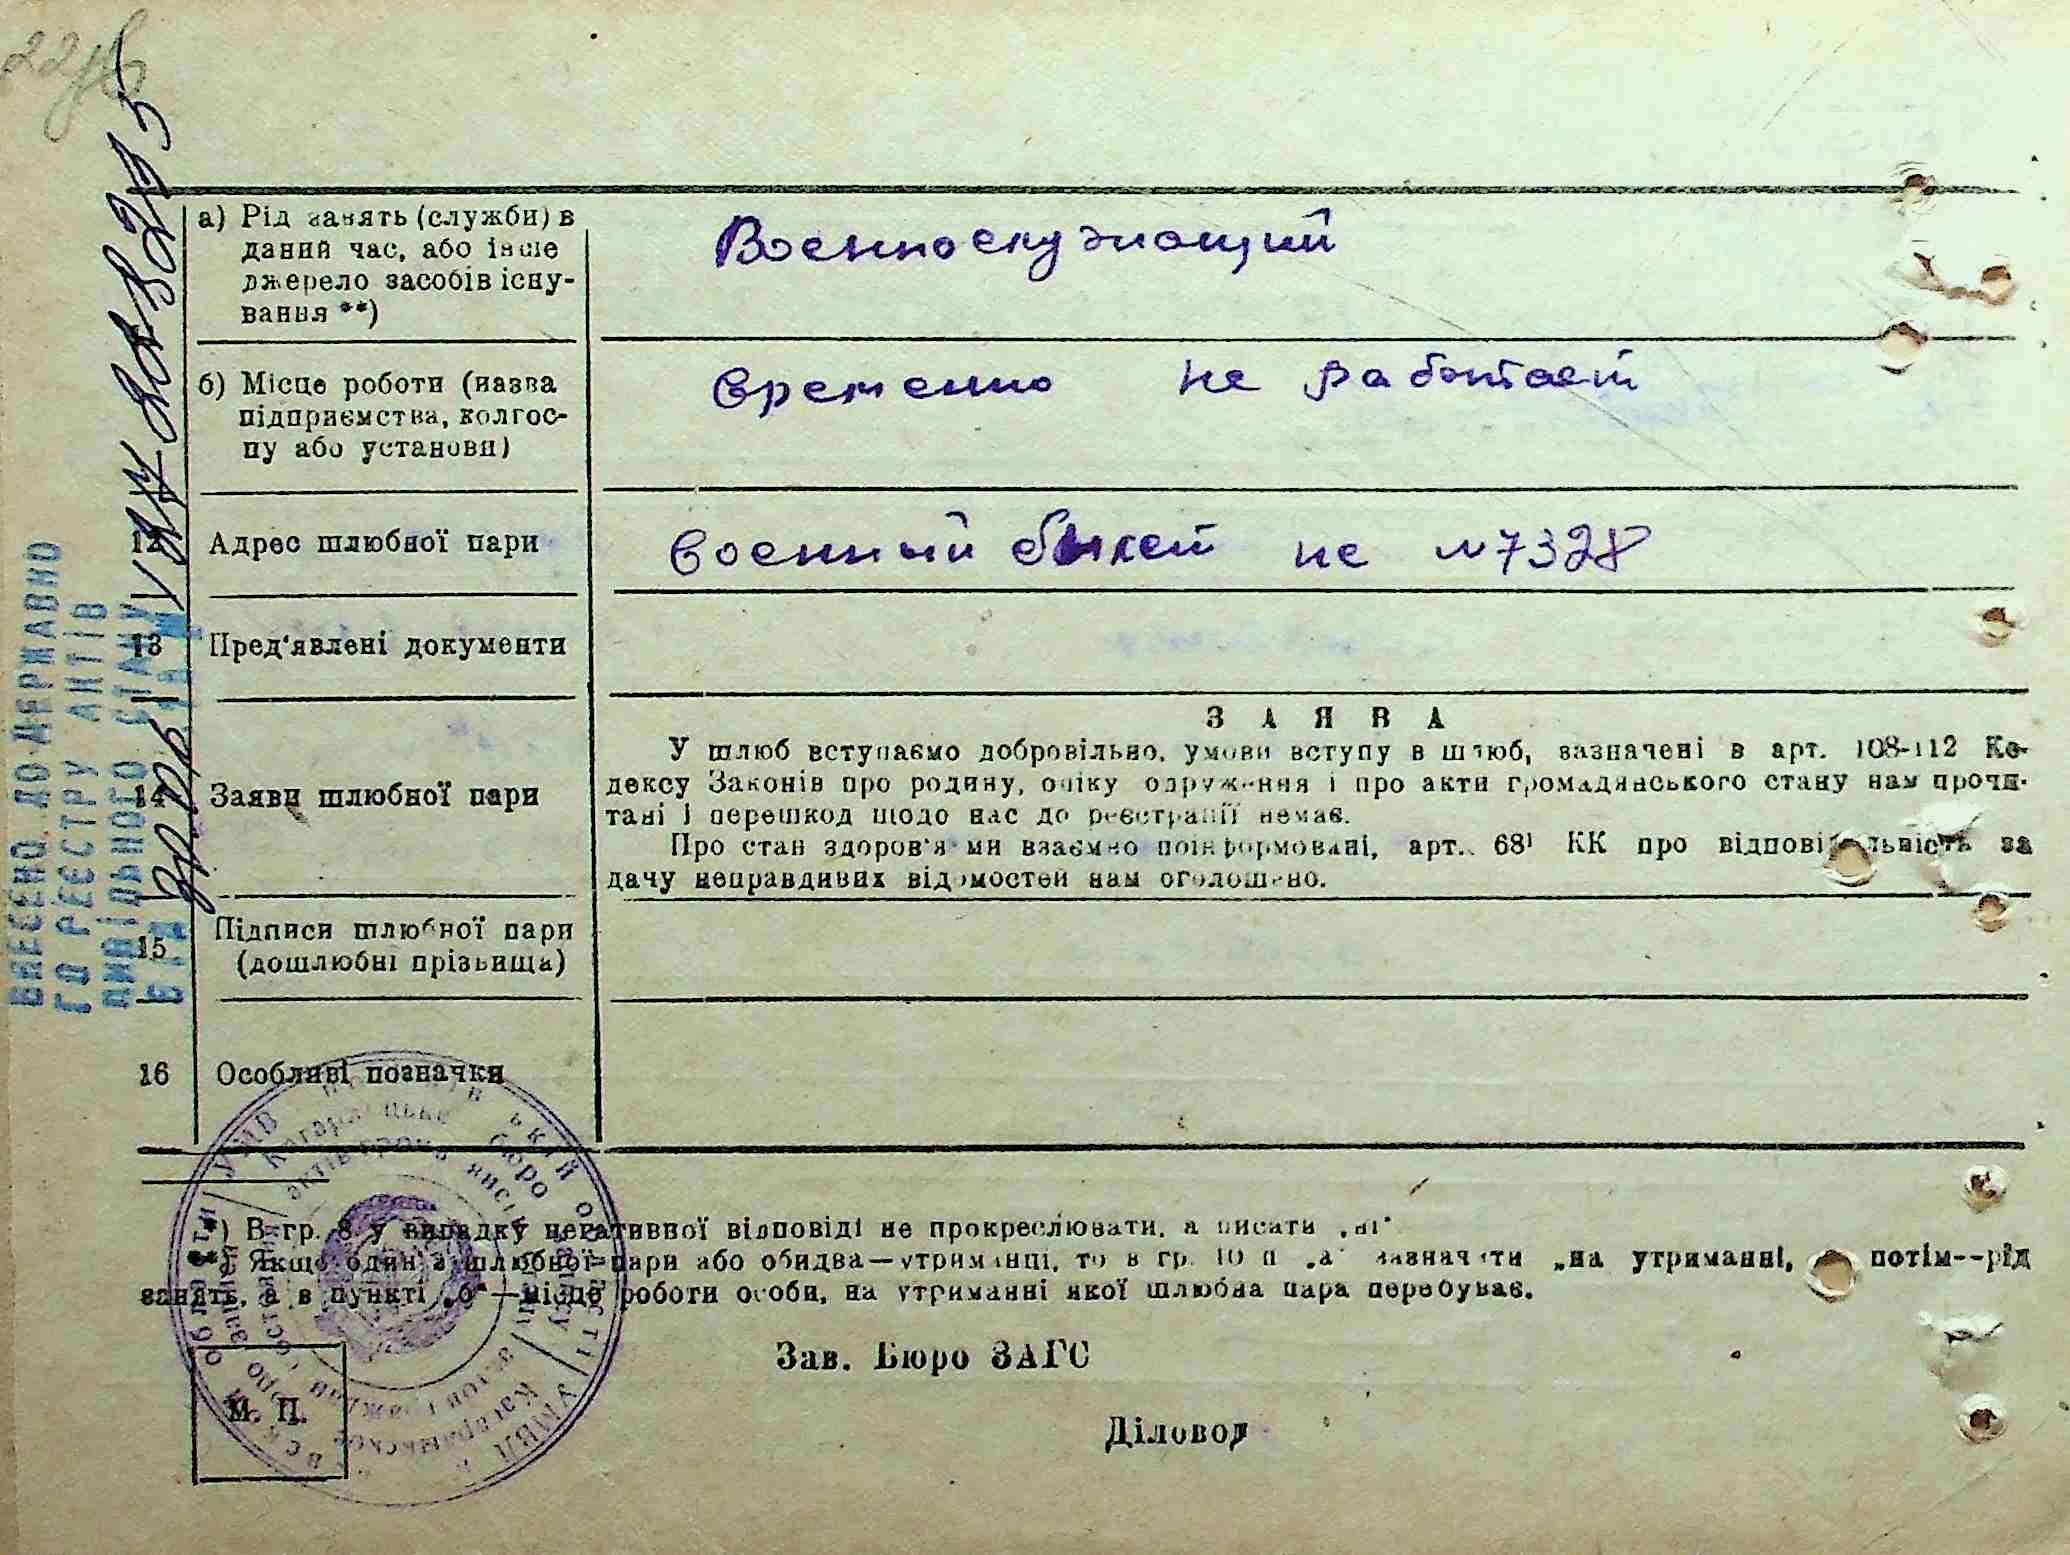 а) Рід занять (служби) в
даний час, або інше
джерело засобів існу-
вання **)
Военнослужащий
б) Місце роботи (назва
підприємства, колгос-
пу або установи)
временно не работает
12 Адрес шлюбної пари
военный билет не №7328
13 Пред'явлені документи
14 Заяви шлюбної пари
ЗАЯВА
У шлюб вступаємо добровільно, умови вступу в шлюб, зазначені в арт. 108-112 Ко-
дексу Законів про родину, опіку одруження і про акти громадянського стану нам прочи-
тані і перешкод щодо нас до реєстрації немає.
Про стан здоров'я ми взаємно поінформовані, арт. 68¹ КК про відповідальність за
дачу неправдивих відомостей нам оголошено.
15 Підписи шлюбної пари
(дошлюбні прізвища)
16 Особливі позначки
*) В гр. 8 у випадку негативної відповіді не прокреслювати, а писати „ні"
**) Якщо один з шлюбної пари або обидва—утриманці, то в гр. 10 п „а" зазначити „на утриманні, потім--рід
занять, а в пункті „б"—місце роботи особи, на утриманні якої шлюбна пара перебуває.
Зав. Бюро ЗАГС
Діловод
М. П.
ВНЕСЕНО ДО ДЕРЖАВНО
ГО РЕЄСТРУ АКТІВ
ЦИВІЛЬНОГО СТАНУ